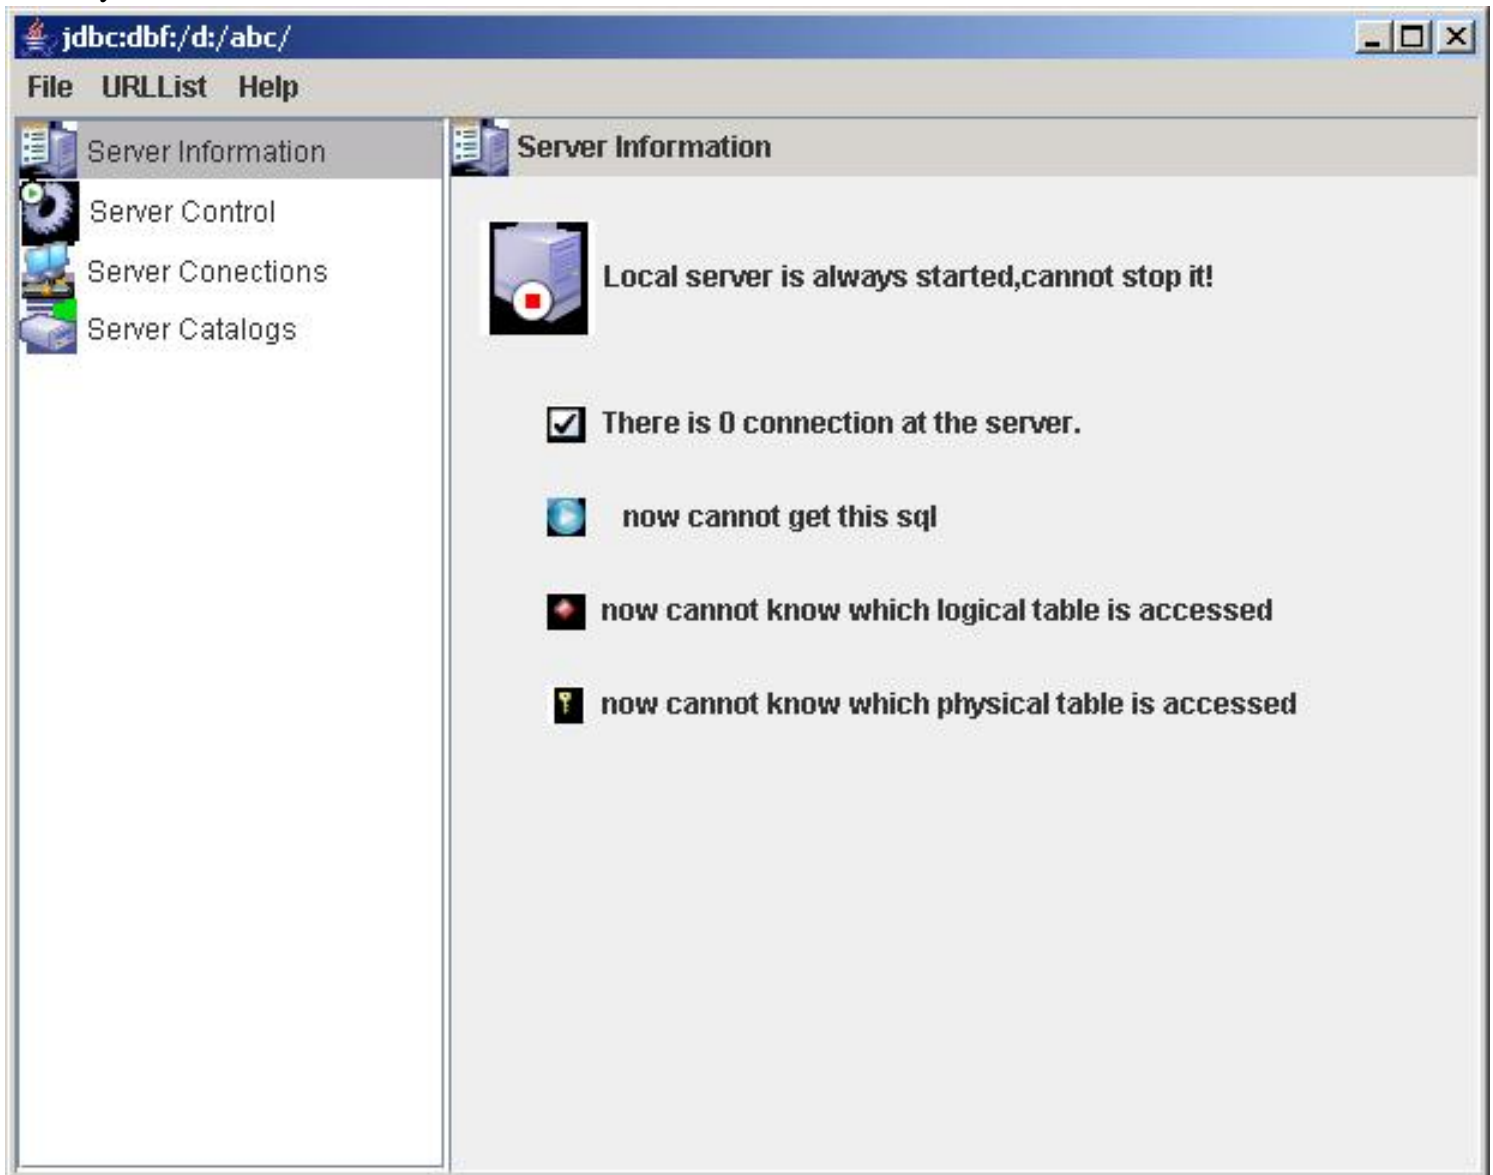 jdbc:dbf:/d:/abc/
File URLList Help
Server Information
Server Control
Server Conections
Server Catalogs
Server Information
Local server is always started,cannot stop it!
There is 0 connection at the server.
now cannot get this sql
now cannot know which logical table is accessed
now cannot know which physical table is accessed